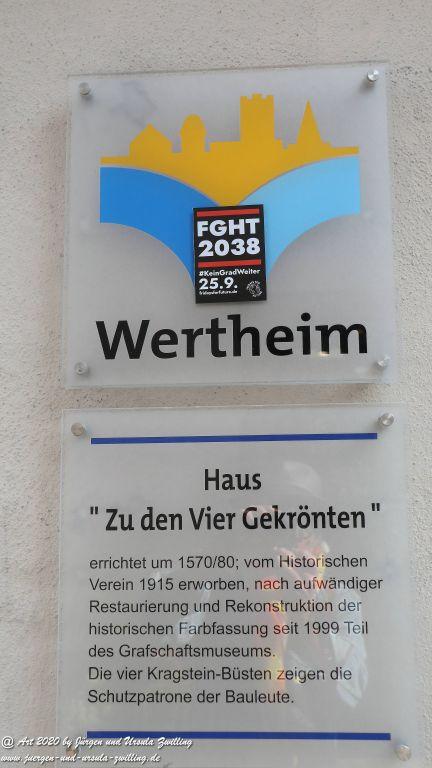 FGHT
2038
#KeinGradWeiter
25.9.
fridaysforfuture.de
Wertheim
Haus
" Zu den Vier Gekrönten "
errichtet um 1570/80; vom Historischen
Verein 1915 erworben, nach aufwändiger
Restaurierung und Rekonstruktion der
historischen Farbfassung seit 1999 Teil
des Grafschaftsmuseums.
Die vier Kragstein-Büsten zeigen die
Schutzpatrone der Bauleute.
@ Art 2020 by Jürgen und Ursula Zwilling
www.juergen-und-ursula-zwilling.de